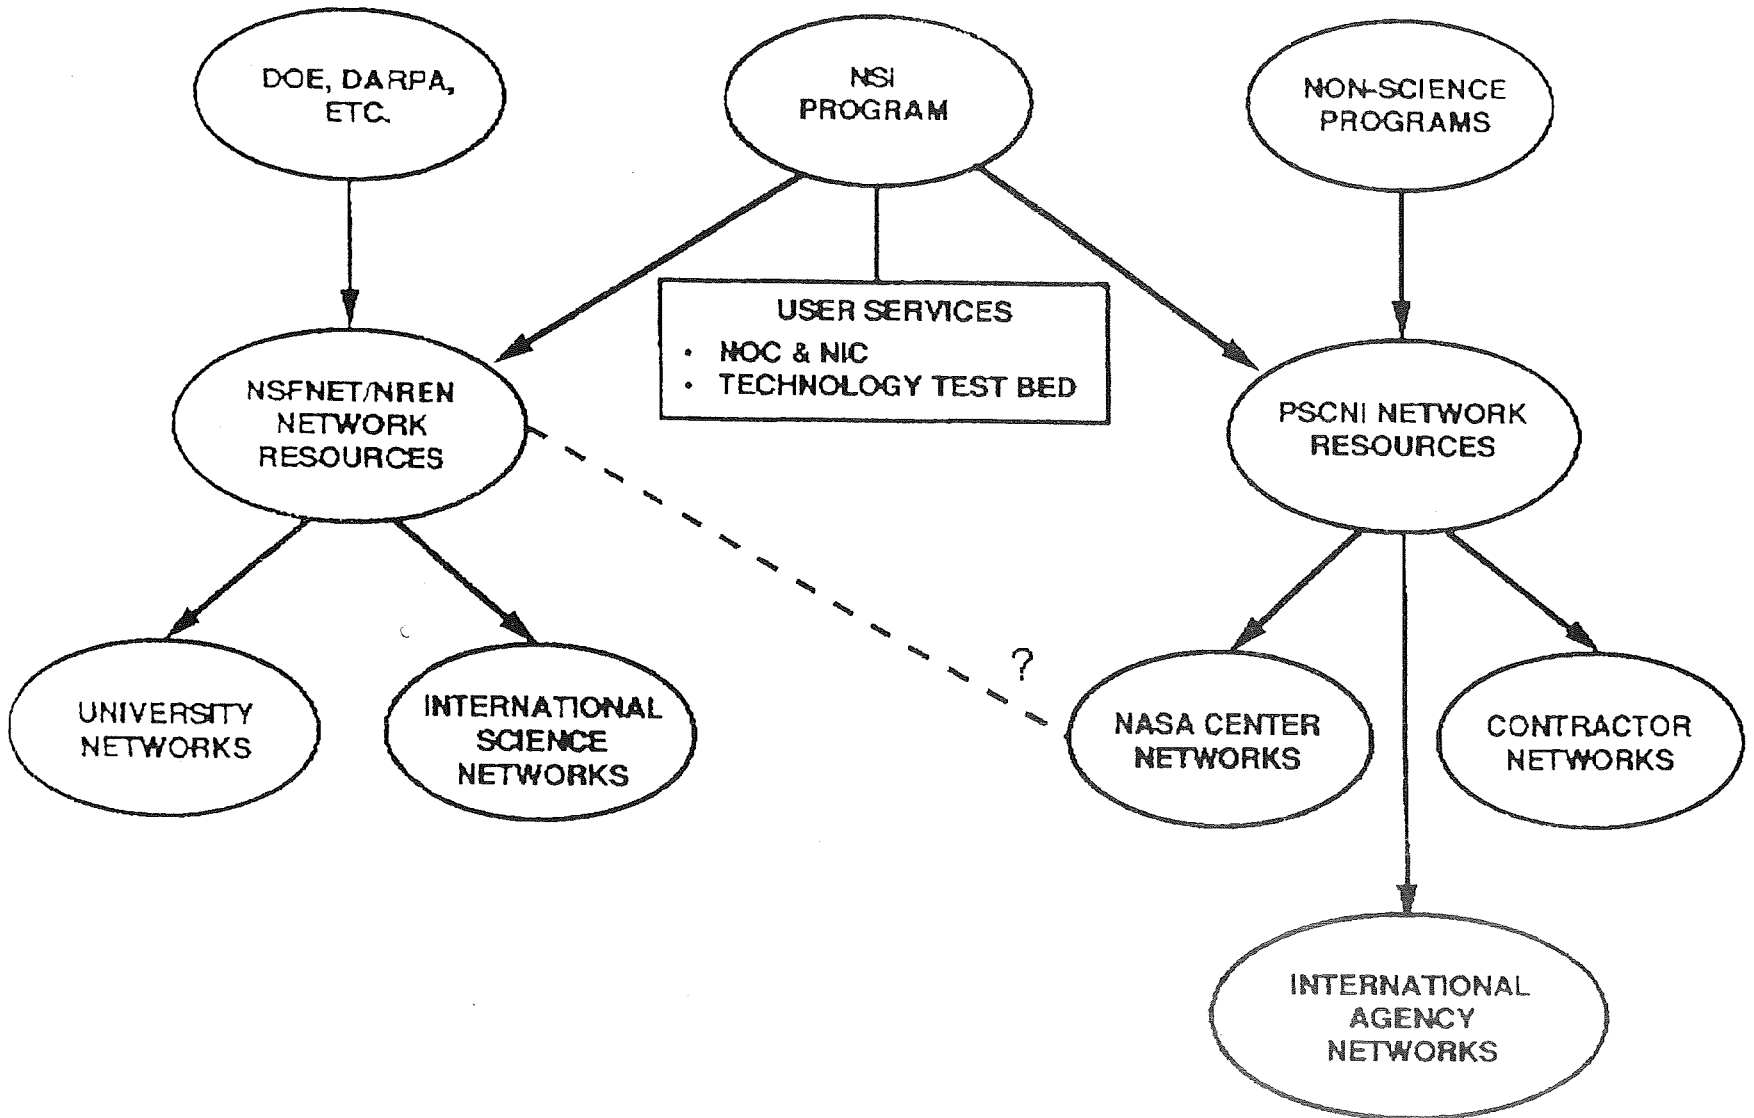 DOE, DARPA,
ETC.
NSI
PROGRAM
NON-SCIENCE
PROGRAMS
USER SERVICES
• NOC & NIC
• TECHNOLOGY TEST BED
NSFNET/NREN
NETWORK
RESOURCES
PSCNI NETWORK
RESOURCES
?
UNIVERSITY
NETWORKS
INTERNATIONAL
SCIENCE
NETWORKS
NASA CENTER
NETWORKS
CONTRACTOR
NETWORKS
INTERNATIONAL
AGENCY
NETWORKS